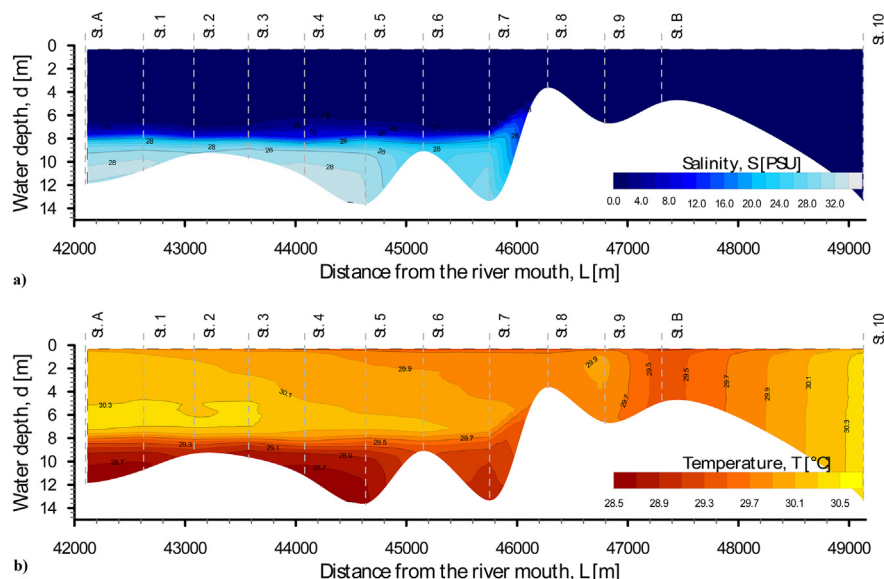 St. A St. 1 St. 2 St. 3 St. 4 St. 5 St. 6 St. 7 St. 8 St. 9 St. B St. 10
Water depth, d [m]
0
2
4
6
8
10
12
14
28 28 28 28 28 28
Salinity, S [PSU]
0.0 4.0 8.0 12.0 16.0 20.0 24.0 28.0 32.0
42000 43000 44000 45000 46000 47000 48000 49000
a)
Distance from the river mouth, L [m]
St. A St. 1 St. 2 St. 3 St. 4 St. 5 St. 6 St. 7 St. 8 St. 9 St. B St. 10
Water depth, d [m]
0
2
4
6
8
10
12
14
29.9 29.9 29.5 29.5 29.7 29.7 29.9 30.1 30.3
30.3 30.1
29.3 29.1 29.5 29.7
28.7 28.7 28.9
Temperature, T [°C]
28.5 28.9 29.3 29.7 30.1 30.5
42000 43000 44000 45000 46000 47000 48000 49000
b)
Distance from the river mouth, L [m]